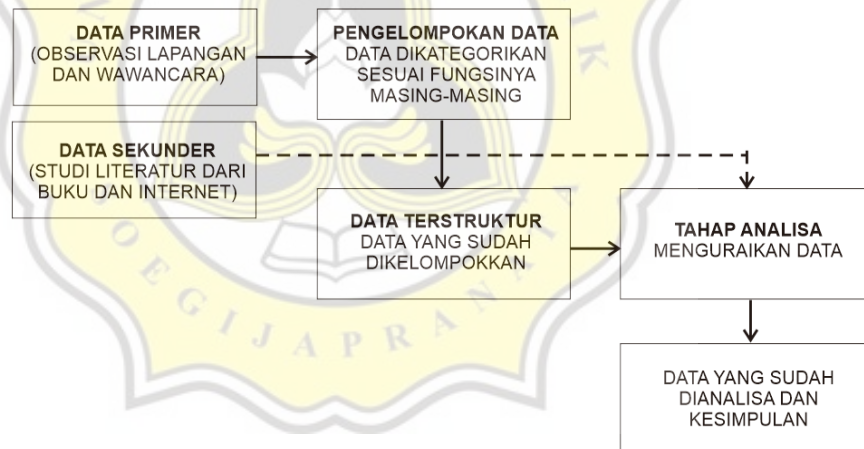 DATA PRIMER
(OBSERVASI LAPANGAN
DAN WAWANCARA)
PENGELOMPOKAN DATA
DATA DIKATEGORIKAN
SESUAI FUNGSINYA
MASING-MASING
DATA SEKUNDER
(STUDI LITERATUR DARI
BUKU DAN INTERNET)
DATA TERSTRUKTUR
DATA YANG SUDAH
DIKELOMPOKKAN
TAHAP ANALISA
MENGURAIKAN DATA
DATA YANG SUDAH
DIANALISA DAN
KESIMPULAN
SOEGIJAPRANATA